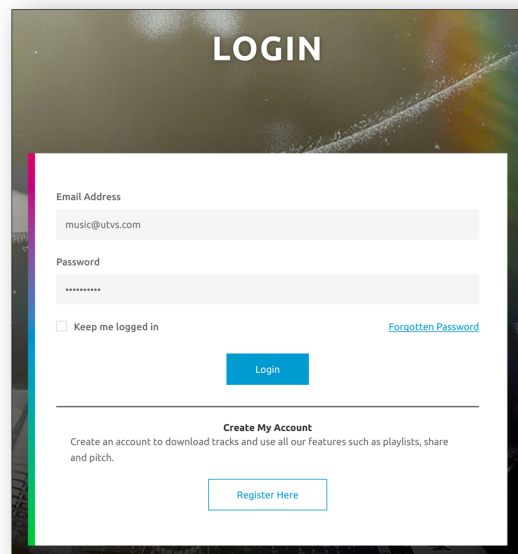 LOGIN
Email Address
music@utvs.com
Password
••••••••••
Keep me logged in
Forgotten Password
Login
Create My Account
Create an account to download tracks and use all our features such as playlists, share
and pitch.
Register Here